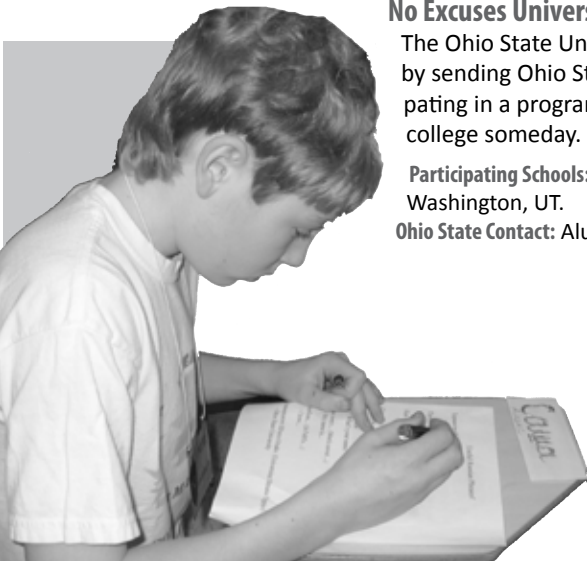 No Excuses Univers
The Ohio State Un
by sending Ohio St
pating in a program
college someday.
Participating Schools:
Washington, UT.
Ohio State Contact: Alu